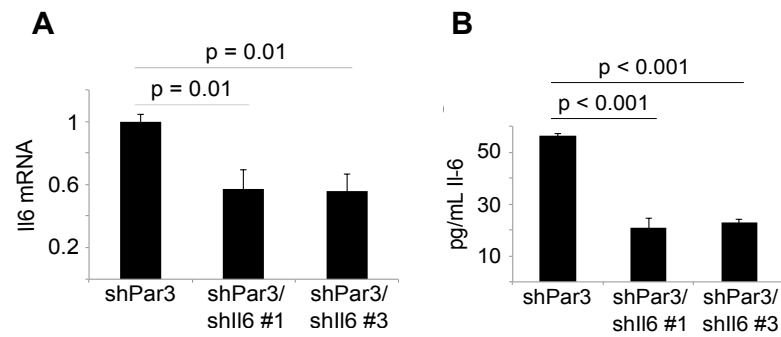 A
p = 0.01
p = 0.01
Il6 mRNA
1
0.6
0.2
shPar3
shPar3/
shIl6 #1
shPar3/
shIl6 #3
B
p < 0.001
p < 0.001
pg/mL Il-6
50
30
10
shPar3
shPar3/
shIl6 #1
shPar3/
shIl6 #3